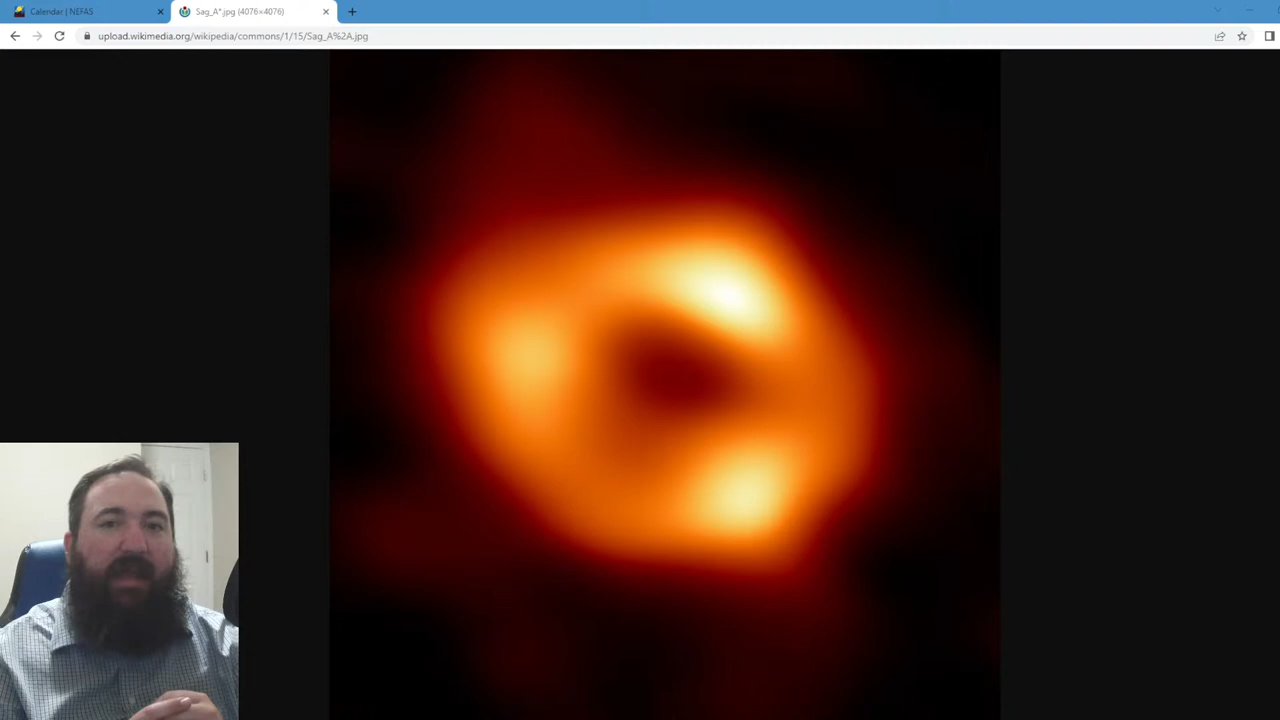 Calendar | NEFAS
Sag_A*.jpg (4076×4076)
upload.wikimedia.org/wikipedia/commons/1/15/Sag_A%2A.jpg